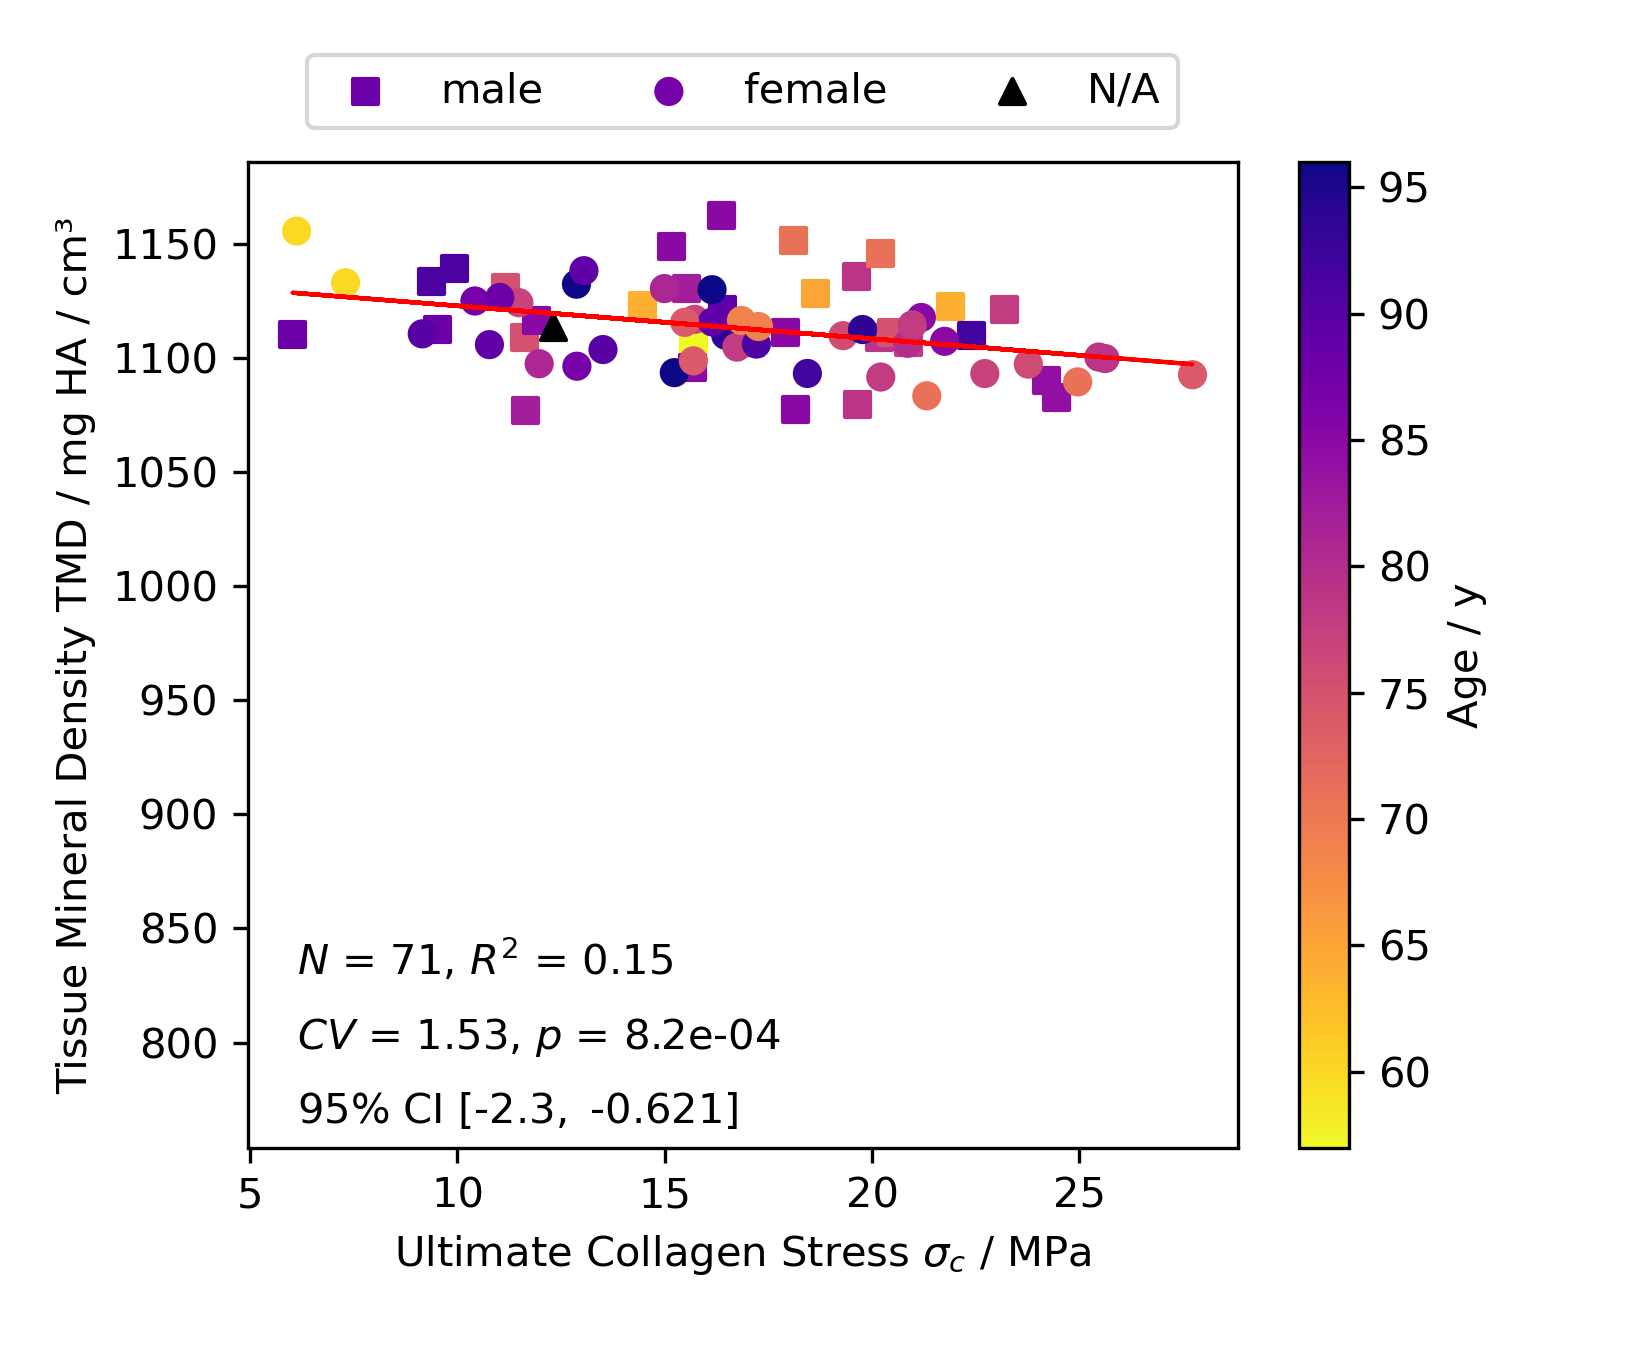 male female N/A
Tissue Mineral Density TMD / mg HA / cm³
1150
1100
1050
1000
950
900
850
800
N = 71, R² = 0.15
CV = 1.53, p = 8.2e-04
95% CI [-2.3, -0.621]
5 10 15 20 25
Ultimate Collagen Stress σc / MPa
95
90
85
80
75
70
65
60
Age / y